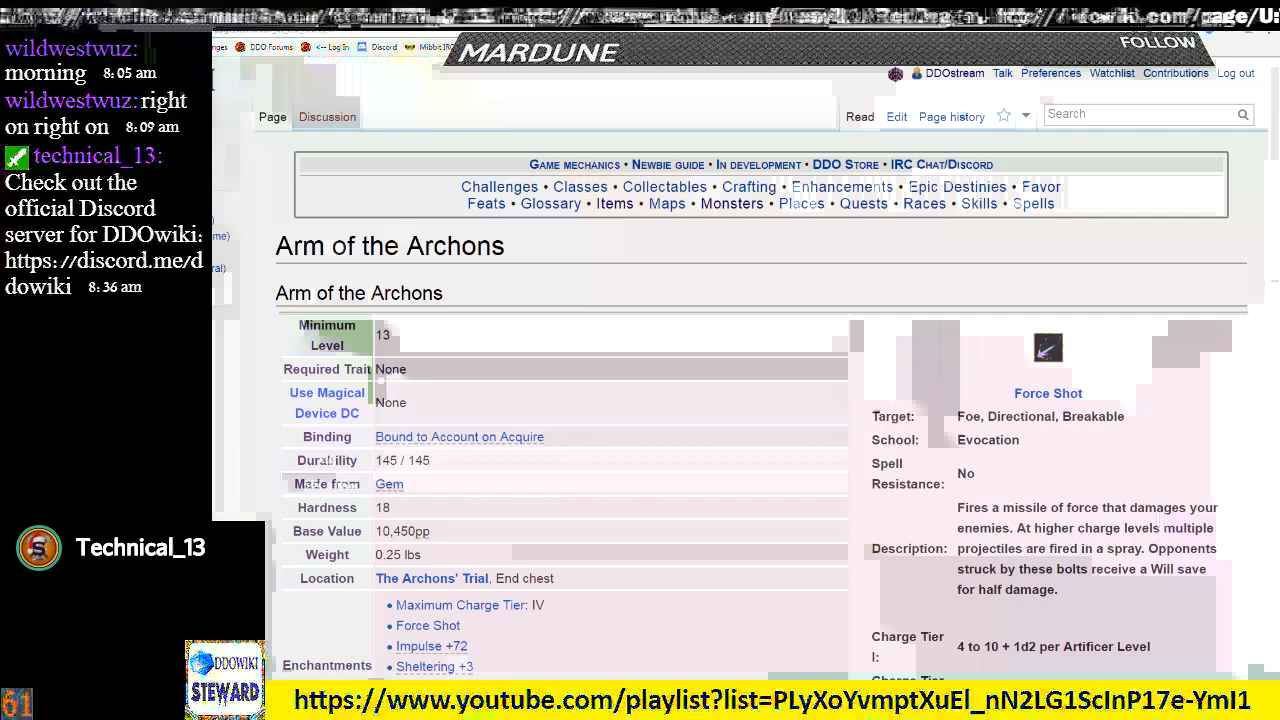 wildwestwuz:
morning 8:05 am
wildwestwuz: right
on right on 8:09 am
technical_13:
Check out the
official Discord
server for DDOwiki:
https://discord.me/d
dowiki 8:36 am
Technical_13
61
DDOWIKI
STEWARD
DDO Forums <-- Log In Discord
MARDUNE
FOLLOW
DDOstream Talk Preferences Watchlist Contributions Log out
Page Discussion Read Edit Page history Search
Game mechanics • Newbie guide • In development • DDO Store • IRC Chat/Discord
Challenges • Classes • Collectables • Crafting • Enhancements • Epic Destinies • Favor
Feats • Glossary • Items • Maps • Monsters • Places • Quests • Races • Skills • Spells
Arm of the Archons
Arm of the Archons
Minimum
Level 13
Required Trait None
Use Magical
Device DC None
Binding Bound to Account on Acquire
Durability 145 / 145
Made from Gem
Hardness 18
Base Value 10,450pp
Weight 0.25 lbs
Location The Archons' Trial, End chest
Enchantments
• Maximum Charge Tier: IV
• Force Shot
• Impulse +72
• Sheltering +3
Force Shot
Target: Foe, Directional, Breakable
School: Evocation
Spell
Resistance: No
Description:
Fires a missile of force that damages your
enemies. At higher charge levels multiple
projectiles are fired in a spray. Opponents
struck by these bolts receive a Will save
for half damage.
Charge Tier
I: 4 to 10 + 1d2 per Artificer Level
Charge Tier
https://www.youtube.com/playlist?list=PLyXoYvmptXuEl_nN2LG1ScInP17e-YmI1